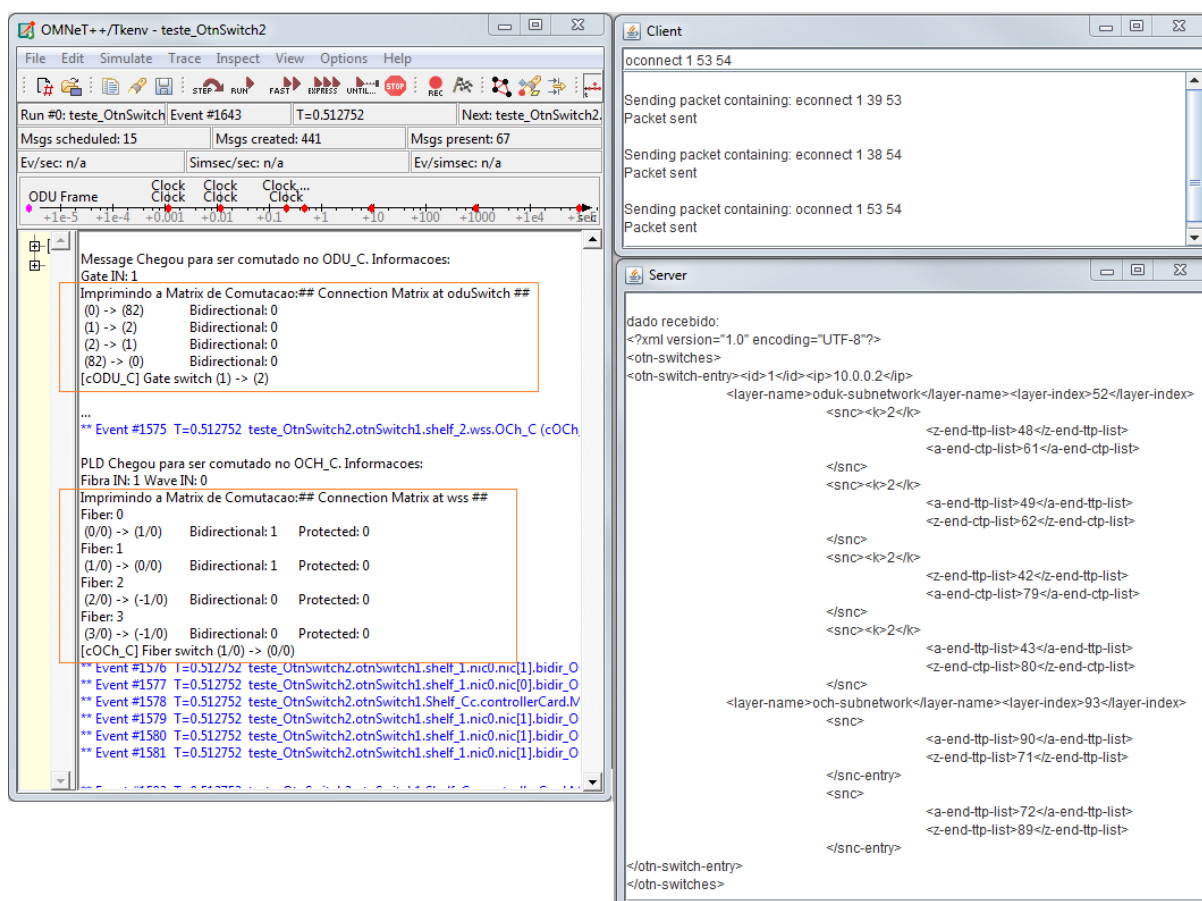 OMNeT++/Tkenv - teste_OtnSwitch2
File Edit Simulate Trace Inspect View Options Help
STEP RUN FAST EXPRESS UNTIL... STOP REC
Run #0: teste_OtnSwitch Event #1643 T=0.512752 Next: teste_OtnSwitch2.
Msgs scheduled: 15 Msgs created: 441 Msgs present: 67
Ev/sec: n/a Simsec/sec: n/a Ev/simsec: n/a
Clock Clock Clock...
ODU Frame Clock Clock Clock
+1e-5 +1e-4 +0.001 +0.01 +0.1 +1 +10 +100 +1000 +1e4 sec
Message Chegou para ser comutado no ODU_C. Informacoes:
Gate IN: 1
Imprimindo a Matrix de Comutacao:## Connection Matrix at oduSwitch ##
(0) -> (82) Bidirectional: 0
(1) -> (2) Bidirectional: 0
(2) -> (1) Bidirectional: 0
(82) -> (0) Bidirectional: 0
[cODU_C] Gate switch (1) -> (2)
...
** Event #1575 T=0.512752 teste_OtnSwitch2.otnSwitch1.shelf_2.wss.OCh_C (cOCh_
PLD Chegou para ser comutado no OCH_C. Informacoes:
Fibra IN: 1 Wave IN: 0
Imprimindo a Matrix de Comutacao:## Connection Matrix at wss ##
Fiber: 0
(0/0) -> (1/0) Bidirectional: 1 Protected: 0
Fiber: 1
(1/0) -> (0/0) Bidirectional: 1 Protected: 0
Fiber: 2
(2/0) -> (-1/0) Bidirectional: 0 Protected: 0
Fiber: 3
(3/0) -> (-1/0) Bidirectional: 0 Protected: 0
[cOCh_C] Fiber switch (1/0) -> (0/0)
** Event #1576 T=0.512752 teste_OtnSwitch2.otnSwitch1.shelf_1.nic0.nic[1].bidir_O
** Event #1577 T=0.512752 teste_OtnSwitch2.otnSwitch1.shelf_1.nic0.nic[0].bidir_O
** Event #1578 T=0.512752 teste_OtnSwitch2.otnSwitch1.Shelf_Cc.controllerCard.M
** Event #1579 T=0.512752 teste_OtnSwitch2.otnSwitch1.shelf_1.nic0.nic[1].bidir_O
** Event #1580 T=0.512752 teste_OtnSwitch2.otnSwitch1.shelf_1.nic0.nic[1].bidir_O
** Event #1581 T=0.512752 teste_OtnSwitch2.otnSwitch1.shelf_1.nic0.nic[1].bidir_O
Client
oconnect 1 53 54
Sending packet containing: econnect 1 39 53
Packet sent
Sending packet containing: econnect 1 38 54
Packet sent
Sending packet containing: oconnect 1 53 54
Packet sent
Server
dado recebido:
<?xml version="1.0" encoding="UTF-8"?>
<otn-switches>
<otn-switch-entry><id>1</id><ip>10.0.0.2</ip>
<layer-name>oduk-subnetwork</layer-name><layer-index>52</layer-index>
<snc><k>2</k>
<z-end-ttp-list>48</z-end-ttp-list>
<a-end-ctp-list>61</a-end-ctp-list>
</snc>
<snc><k>2</k>
<a-end-ttp-list>49</a-end-ttp-list>
<z-end-ctp-list>62</z-end-ctp-list>
</snc>
<snc><k>2</k>
<z-end-ttp-list>42</z-end-ttp-list>
<a-end-ctp-list>79</a-end-ctp-list>
</snc>
<snc><k>2</k>
<a-end-ttp-list>43</a-end-ttp-list>
<z-end-ctp-list>80</z-end-ctp-list>
</snc>
<layer-name>och-subnetwork</layer-name><layer-index>93</layer-index>
<snc>
<a-end-ttp-list>90</a-end-ttp-list>
<z-end-ttp-list>71</z-end-ttp-list>
</snc-entry>
<snc>
<a-end-ttp-list>72</a-end-ttp-list>
<z-end-ttp-list>89</z-end-ttp-list>
</snc-entry>
</otn-switch-entry>
</otn-switches>